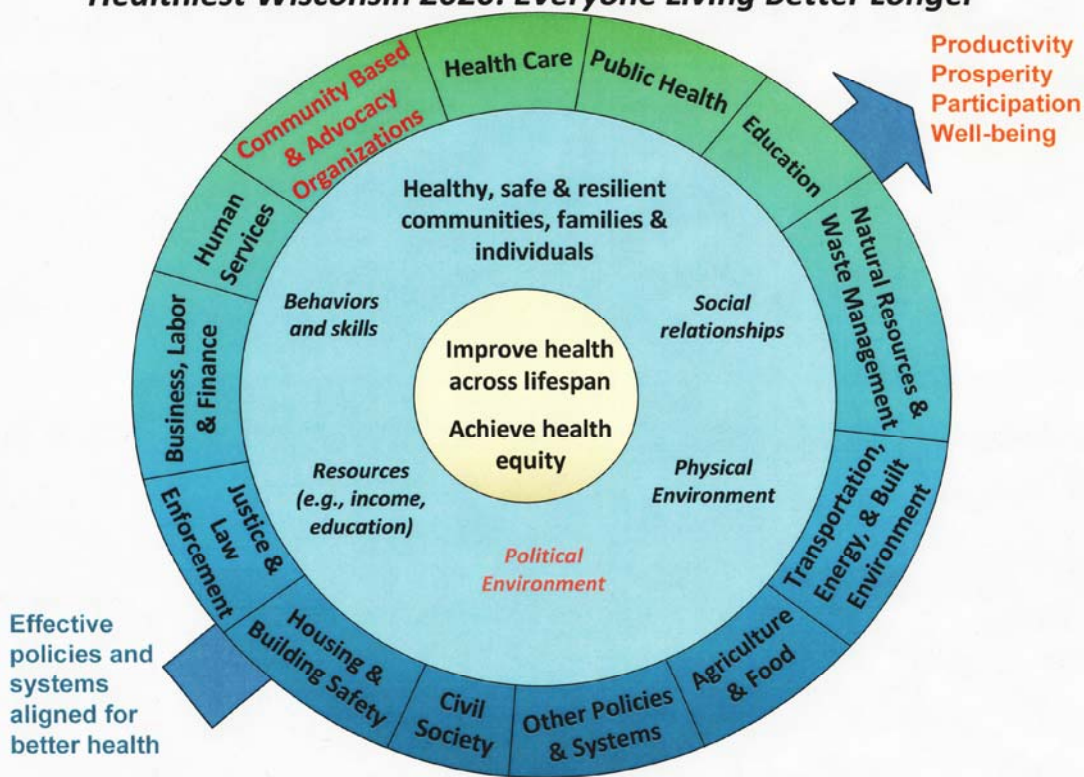 Healthiest Wisconsin 2020: Everyone Living Better Longer
Productivity
Prosperity
Participation
Well-being
Community Based
& Advocacy
Organizations
Health Care
Public Health
Education
Natural Resources &
Waste Management
Transportation,
Energy, & Built
Environment
Agriculture
& Food
Other Policies
& Systems
Civil
Society
Housing &
Building Safety
Justice &
Law
Enforcement
Business, Labor
& Finance
Human
Services
Healthy, safe & resilient
communities, families &
individuals
Behaviors
and skills
Social
relationships
Improve health
across lifespan
Achieve health
equity
Resources
(e.g., income,
education)
Physical
Environment
Political
Environment
Effective
policies and
systems
aligned for
better health